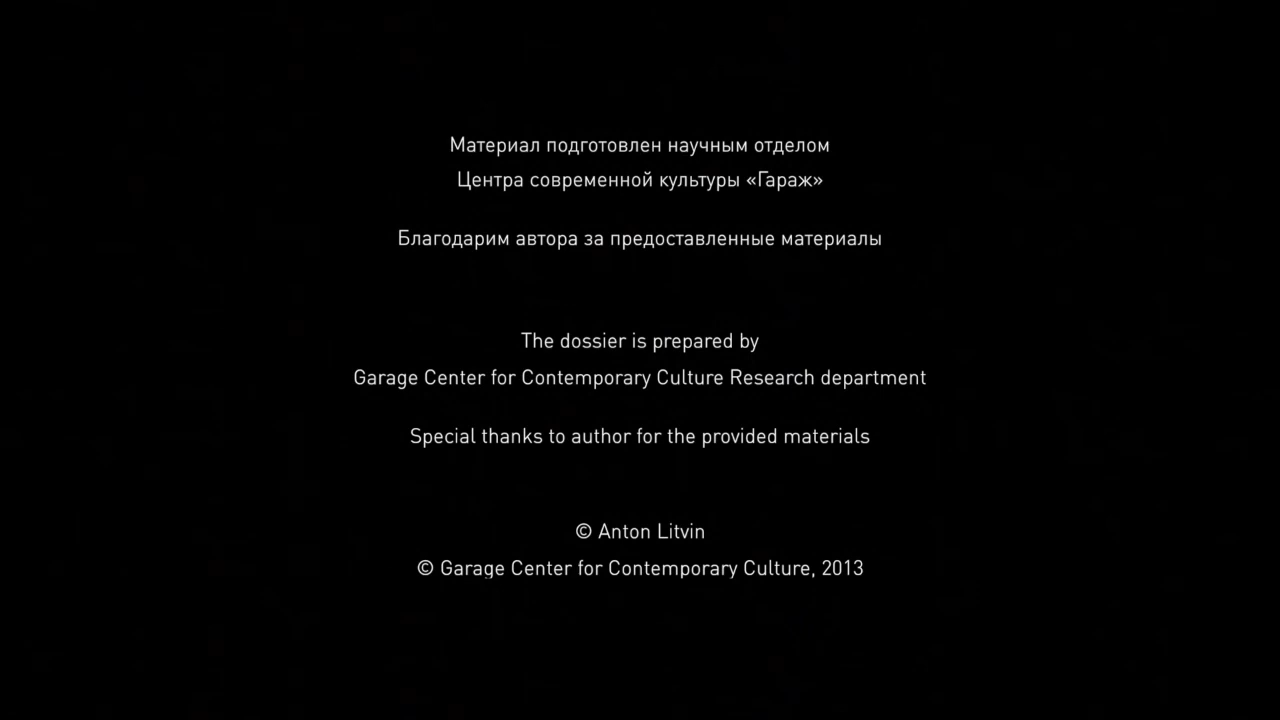 Материал подготовлен научным отделом
Центра современной культуры «Гараж»
Благодарим автора за предоставленные материалы
The dossier is prepared by
Garage Center for Contemporary Culture Research department
Special thanks to author for the provided materials
© Anton Litvin
© Garage Center for Contemporary Culture, 2013